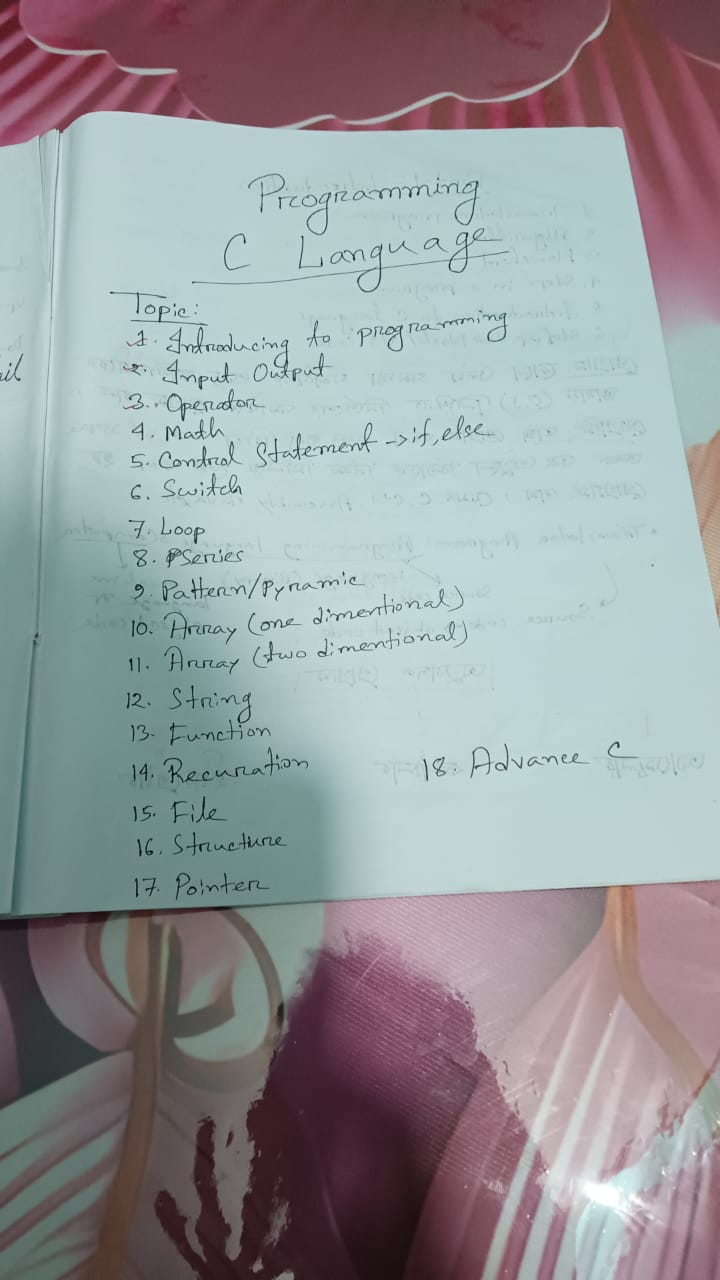 Programming
C Language
Topic:
1. Introducing to programming
2. Input Output
3. Operator
4. Math
5. Control Statement -> if, else
6. Switch
7. Loop
8. Series
9. Pattern/Pyramic
10. Array (one dimentional)
11. Array (two dimentional)
12. String
13. Function
14. Recursation
15. File
16. Structure
17. Pointer
18. Advance C